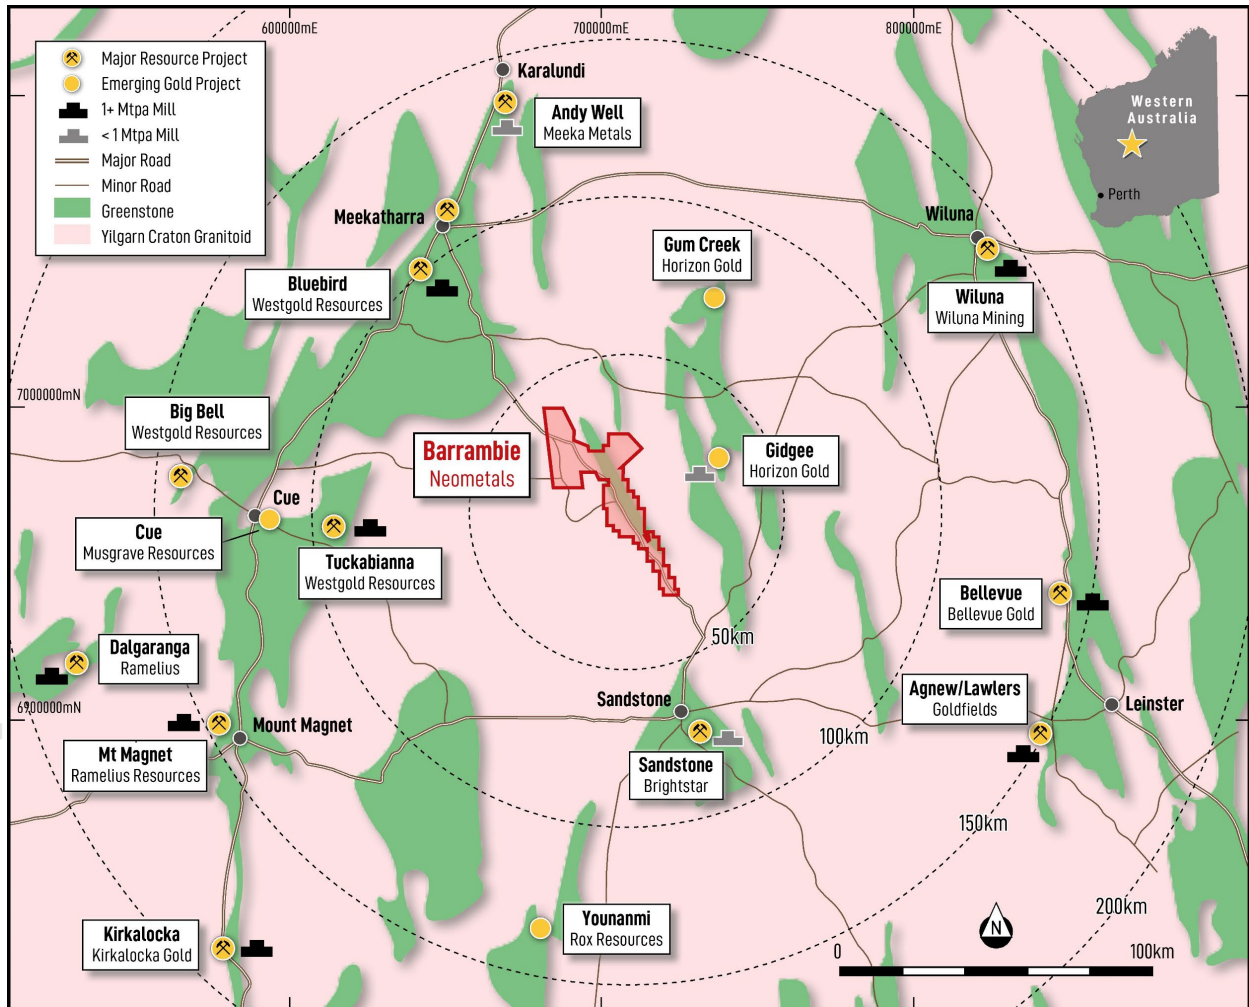 600000mE
700000mE
800000mE
Major Resource Project
Emerging Gold Project
1+ Mtpa Mill
<1 Mtpa Mill
Major Road
Minor Road
Greenstone
Yilgarn Craton Granitoid
Karalundi
Andy Well
Meeka Metals
Western
Australia
Perth
Meekatharra
Wiluna
Gum Creek
Horizon Gold
Bluebird
Westgold Resources
Wiluna
Wiluna Mining
7000000mN
Big Bell
Westgold Resources
Barrambie
Neometals
Gidgee
Horizon Gold
Cue
Cue
Musgrave Resources
Tuckabianna
Westgold Resources
Bellevue
Bellevue Gold
50km
Dalgaranga
Ramelius
Sandstone
Agnew/Lawlers
Goldfields
Leinster
6900000mN
Mount Magnet
100km
Mt Magnet
Ramelius Resources
Sandstone
Brightstar
150km
200km
Kirkalocka
Kirkalocka Gold
Younanmi
Rox Resources
N
0
100km